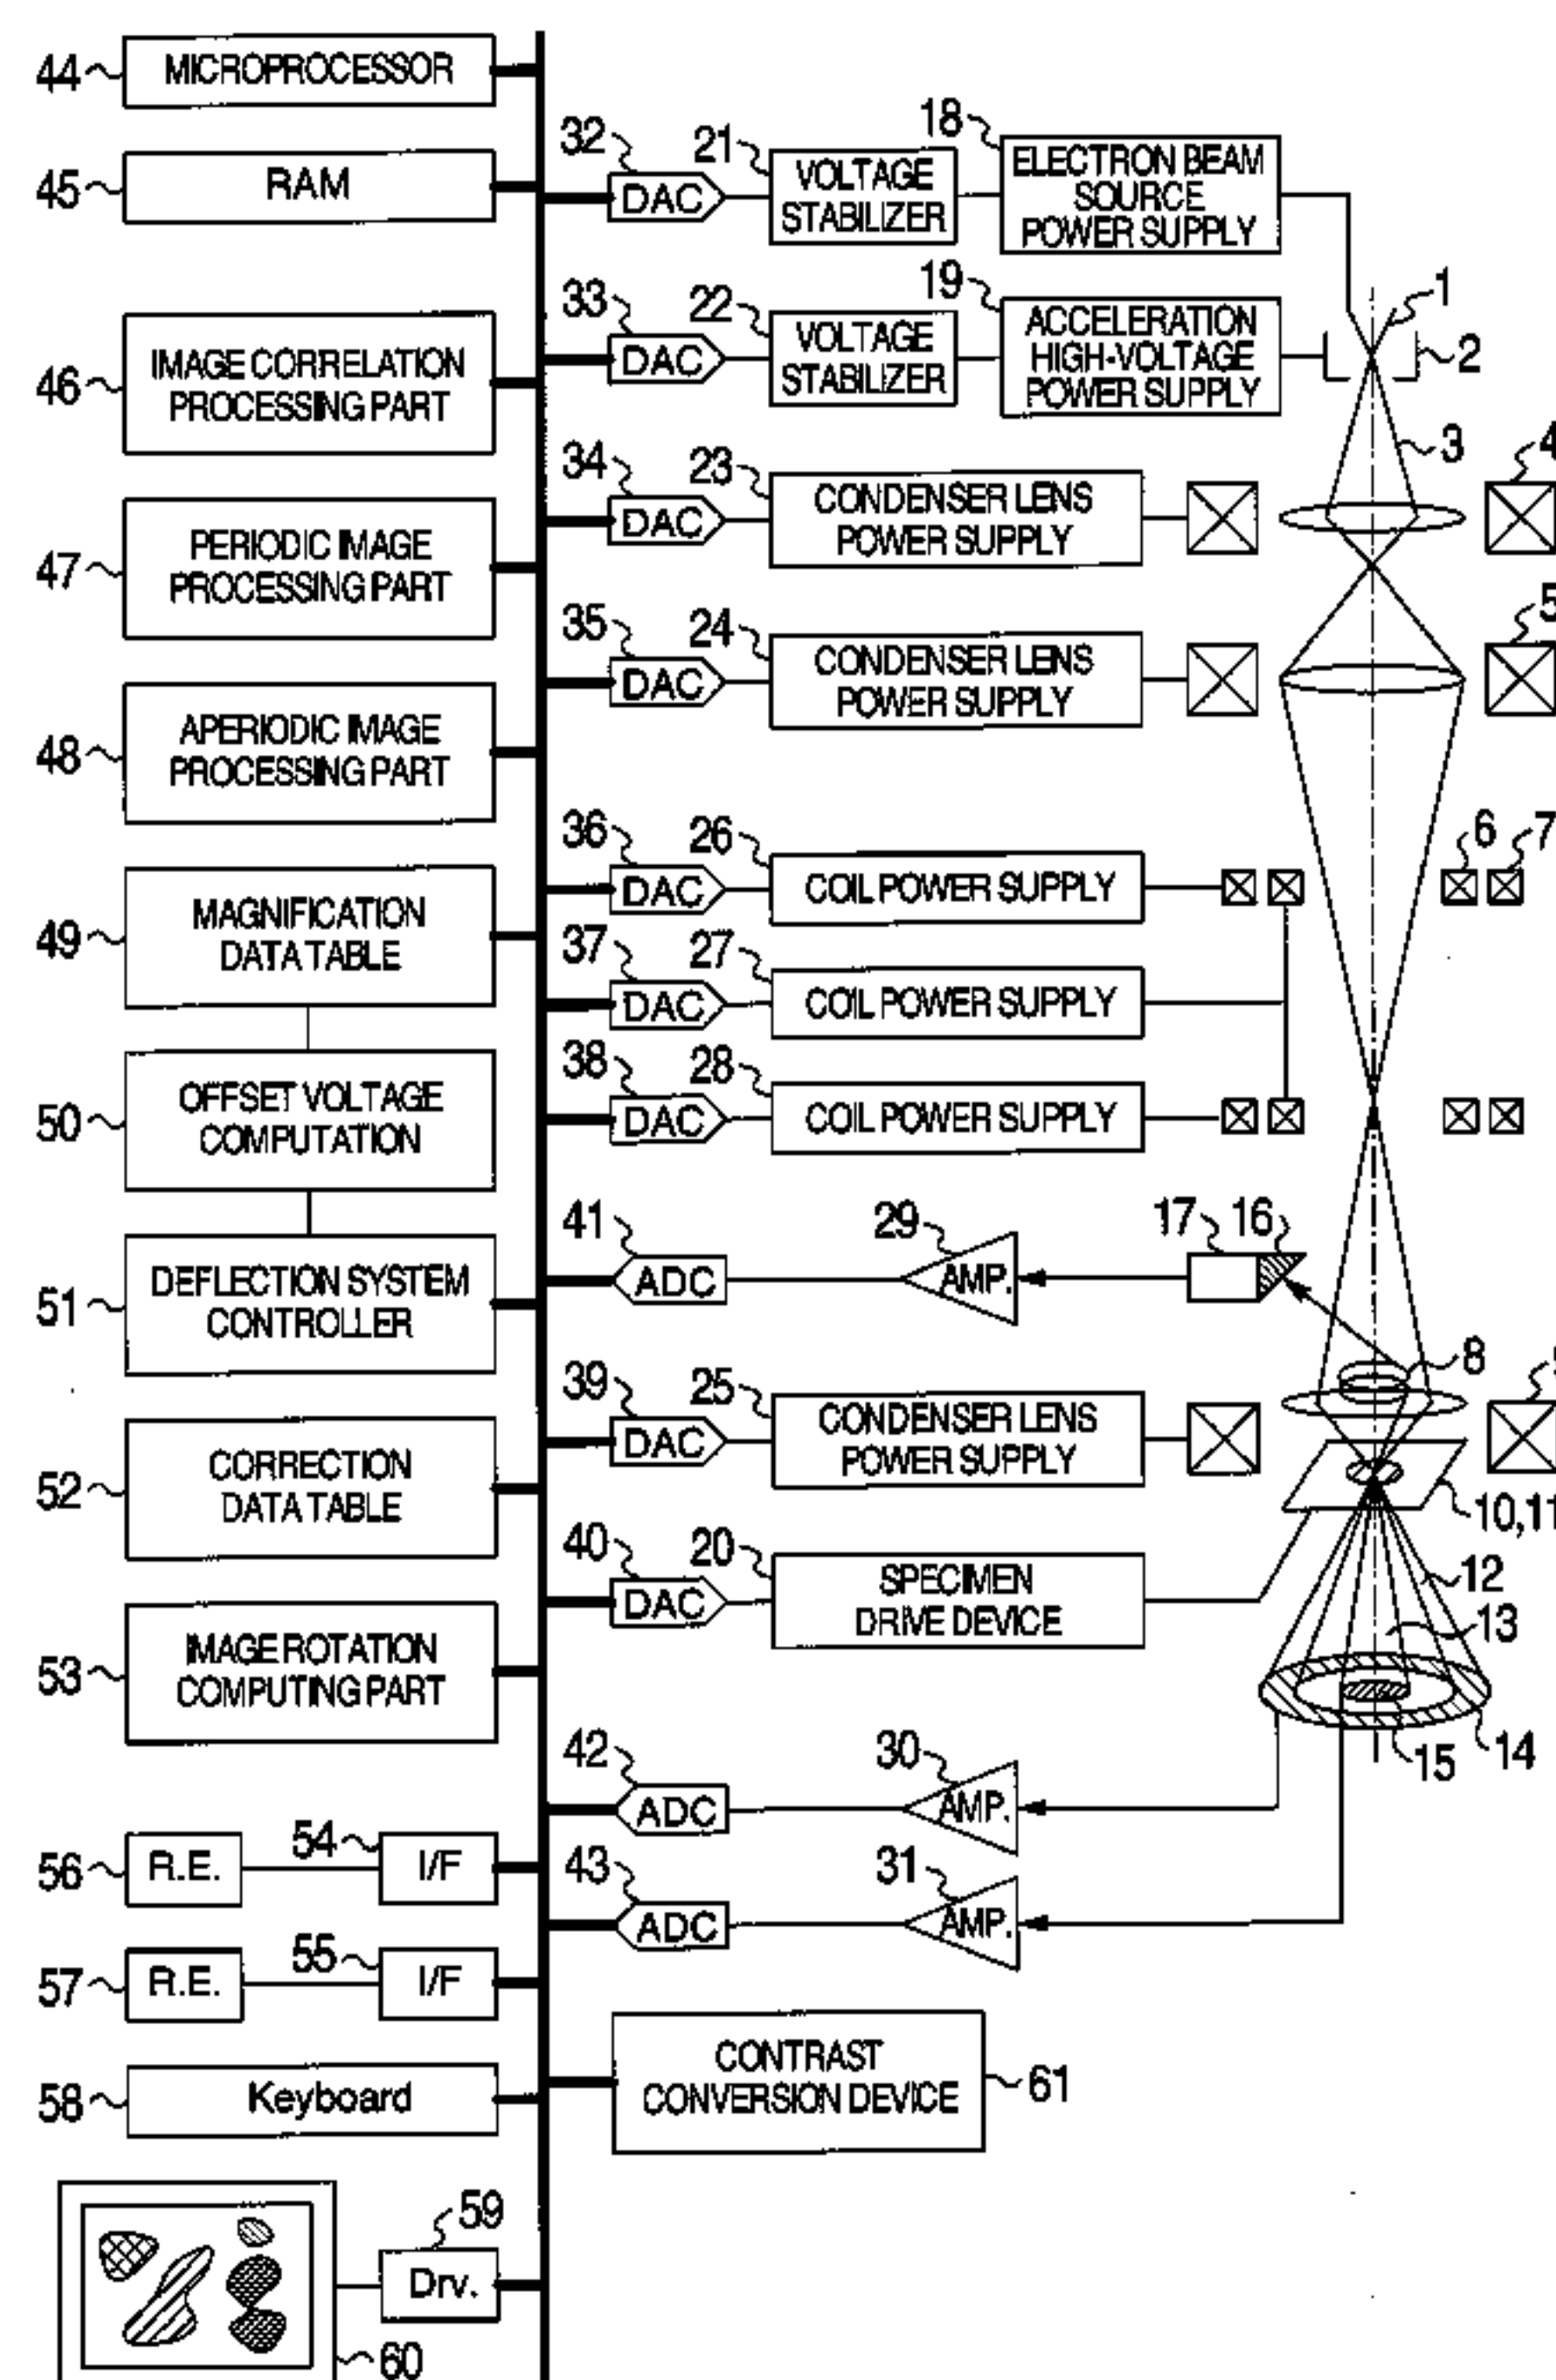 44 MICROPROCESSOR
45 RAM
46 IMAGE CORRELATION
PROCESSING PART
47 PERIODIC IMAGE
PROCESSING PART
48 APERIODIC IMAGE
PROCESSING PART
49 MAGNIFICATION
DATA TABLE
50 OFFSET VOLTAGE
COMPUTATION
51 DEFLECTION SYSTEM
CONTROLLER
52 CORRECTION
DATA TABLE
53 IMAGE ROTATION
COMPUTING PART
56 R.E. 54 I/F
57 R.E. 55 I/F
58 Keyboard
59
Drv.
60
32 21 18
DAC VOLTAGE
STABILIZER
ELECTRON BEAM
SOURCE
POWER SUPPLY
33 22 19
DAC VOLTAGE
STABILIZER
ACCELERATION
HIGH-VOLTAGE
POWER SUPPLY
1
2
3
34 23 4
DAC CONDENSER LENS
POWER SUPPLY
35 24 5
DAC CONDENSER LENS
POWER SUPPLY
36 26 6 7
DAC COIL POWER SUPPLY
37 27
DAC COIL POWER SUPPLY
38 28
DAC COIL POWER SUPPLY
41 29 17 16
ADC AMP.
8
39 25
DAC CONDENSER LENS
POWER SUPPLY
10,11
40 20
DAC SPECIMEN
DRIVE DEVICE
12
13
14
15
42 30
ADC AMP.
43 31
ADC AMP.
CONTRAST
CONVERSION DEVICE
61